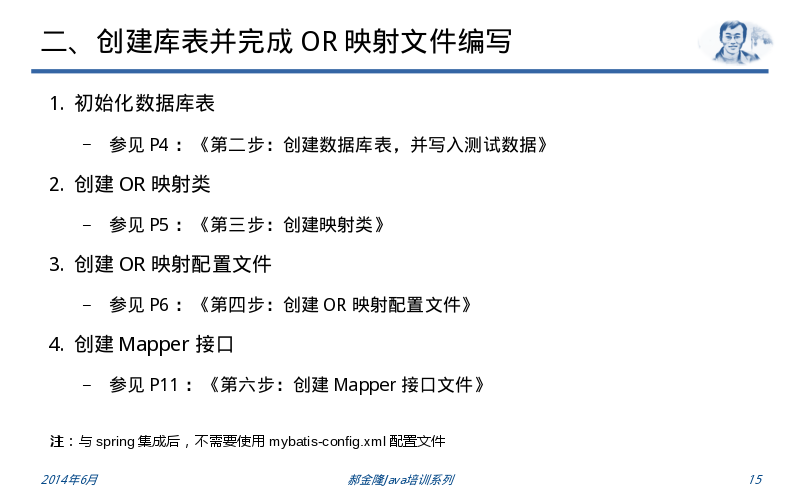 二、创建库表并完成 OR 映射文件编写
1. 初始化数据库表
– 参见 P4 ：《第二步：创建数据库表，并写入测试数据》
2. 创建 OR 映射类
– 参见 P5 ：《第三步：创建映射类》
3. 创建 OR 映射配置文件
– 参见 P6 ：《第四步：创建 OR 映射配置文件》
4. 创建 Mapper 接口
– 参见 P11 ：《第六步：创建 Mapper 接口文件》
注：与 spring 集成后，不需要使用 mybatis-config.xml 配置文件
2014年6月
郝金隆Java培训系列
15